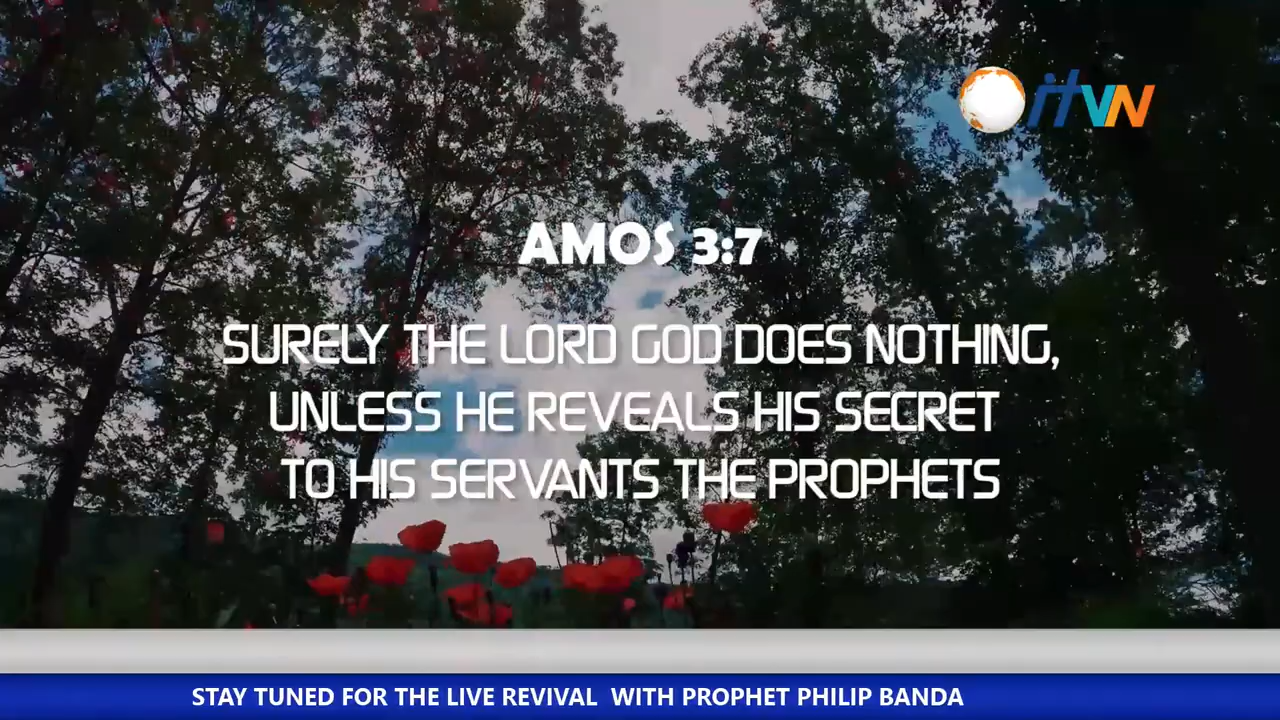 itVN
AMOS 3:7
SURELY THE LORD GOD DOES NOTHING,
UNLESS HE REVEALS HIS SECRET
TO HIS SERVANTS THE PROPHETS
STAY TUNED FOR THE LIVE REVIVAL WITH PROPHET PHILIP BANDA